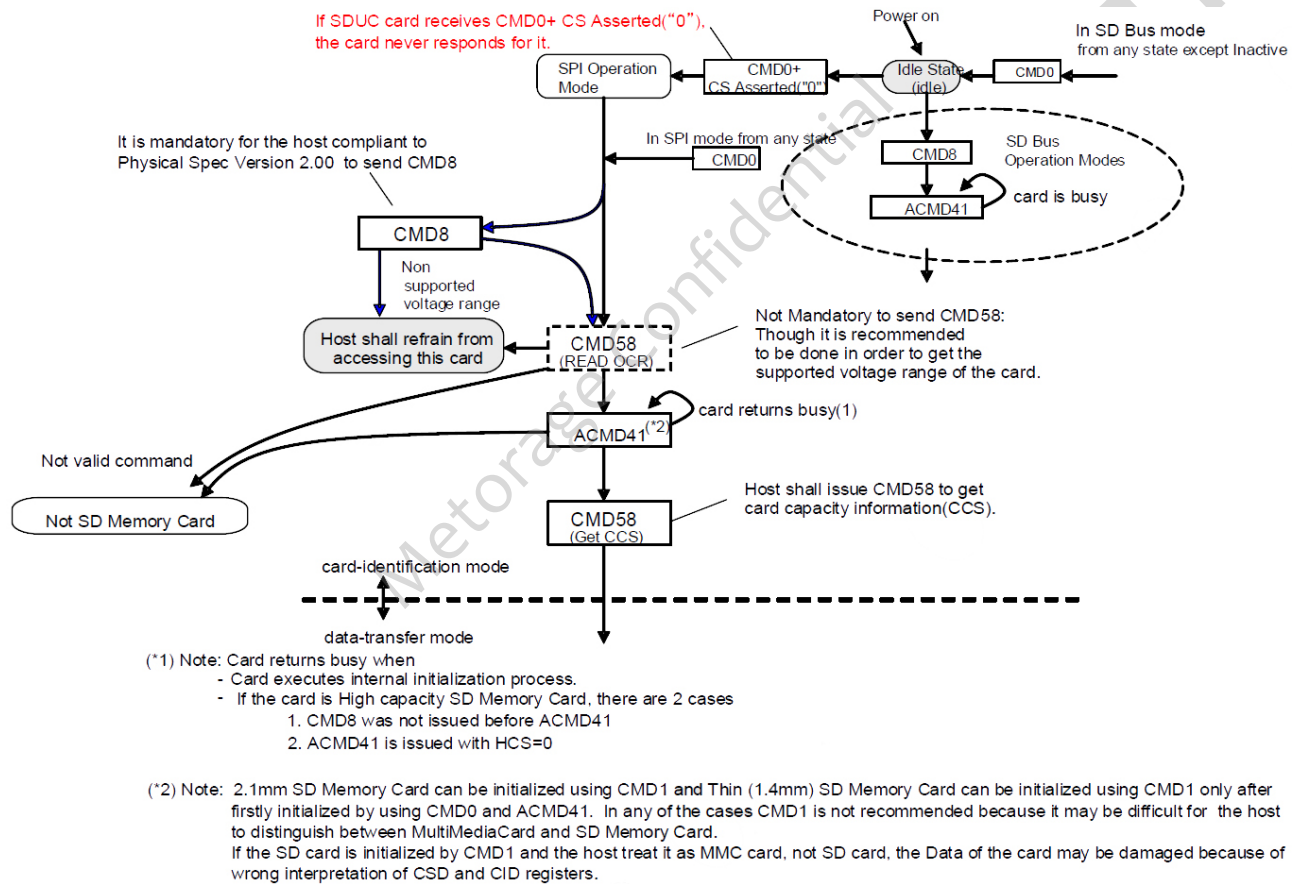 If SDUC card receives CMD0+ CS Asserted("0"),
the card never responds for it.
Power on
In SD Bus mode
from any state except Inactive
SPI Operation
Mode
CMD0+
CS Asserted("0")
Idle State
(idle)
CMD0
It is mandatory for the host compliant to
Physical Spec Version 2.00 to send CMD8
In SPI mode from any state
CMD0
CMD8
SD Bus
Operation Modes
ACMD41
card is busy
CMD8
Non
supported
voltage range
Host shall refrain from
accessing this card
CMD58
(READ OCR)
Not Mandatory to send CMD58:
Though it is recommended
to be done in order to get the
supported voltage range of the card.
card returns busy(1)
ACMD41(*2)
Not valid command
Not SD Memory Card
CMD58
(Get CCS)
Host shall issue CMD58 to get
card capacity information(CCS).
card-identification mode
data-transfer mode
Metorage Confidential
(*1) Note: Card returns busy when
- Card executes internal initialization process.
- If the card is High capacity SD Memory Card, there are 2 cases
1. CMD8 was not issued before ACMD41
2. ACMD41 is issued with HCS=0
(*2) Note: 2.1mm SD Memory Card can be initialized using CMD1 and Thin (1.4mm) SD Memory Card can be initialized using CMD1 only after
firstly initialized by using CMD0 and ACMD41. In any of the cases CMD1 is not recommended because it may be difficult for the host
to distinguish between MultiMediaCard and SD Memory Card.
If the SD card is initialized by CMD1 and the host treat it as MMC card, not SD card, the Data of the card may be damaged because of
wrong interpretation of CSD and CID registers.